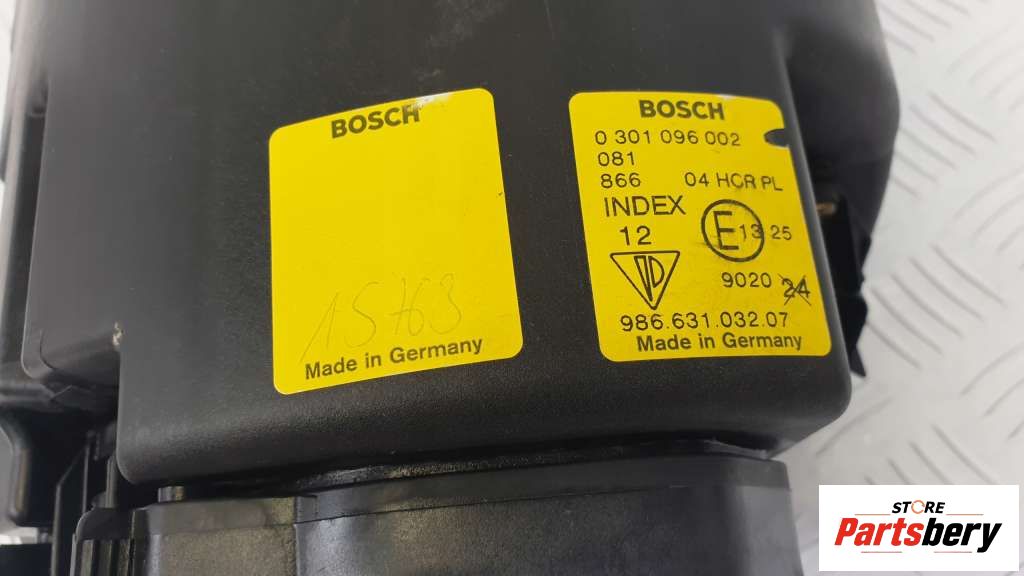 BOSCH
15763
Made in Germany
BOSCH
0 301 096 002
081
866 04 HCR PL
INDEX
12 E 13 25
9020 24
986.631.032.07
Made in Germany
STORE
Partsbery